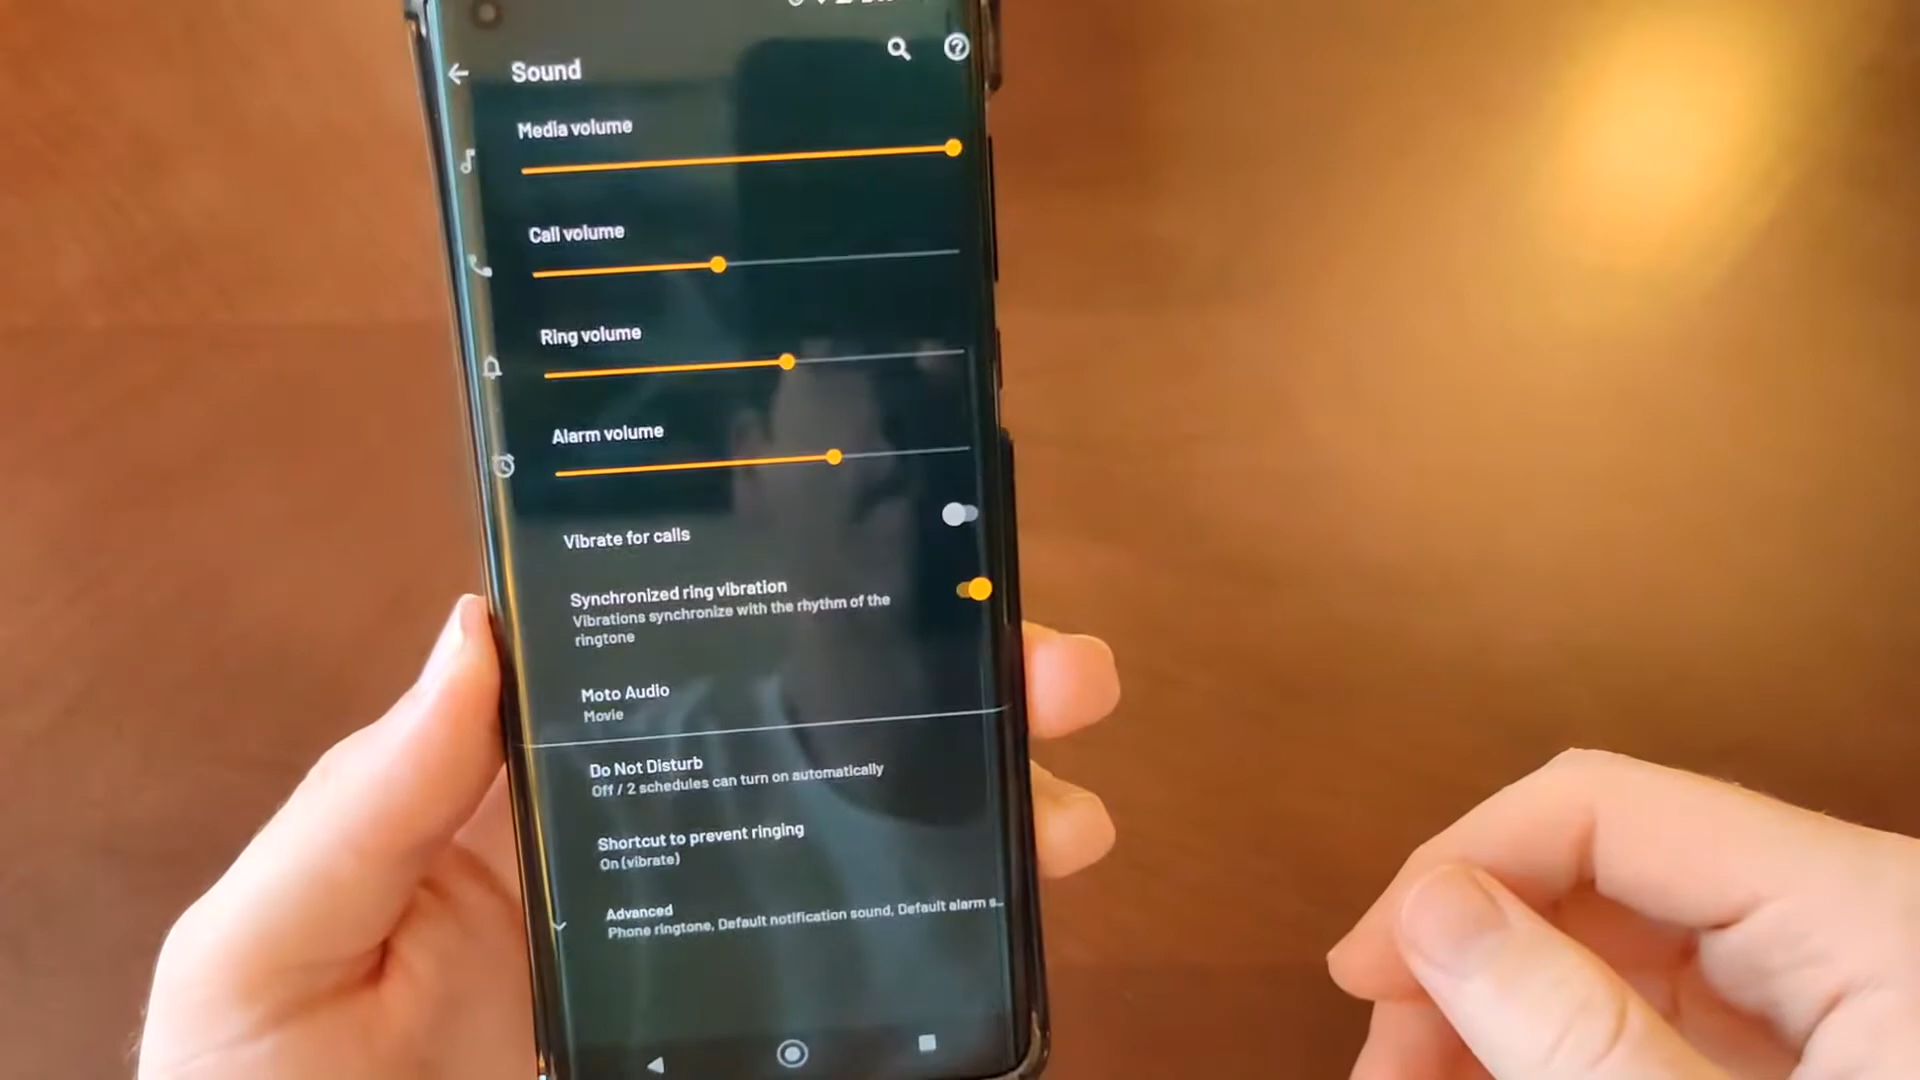 Sound
Media volume
Call volume
Ring volume
Alarm volume
Vibrate for calls
Synchronized ring vibration
Vibrations synchronize with the rhythm of the
ringtone
Moto Audio
Movie
Do Not Disturb
Off / 2 schedules can turn on automatically
Shortcut to prevent ringing
On (vibrate)
Advanced
Phone ringtone, Default notification sound, Default alarm s…